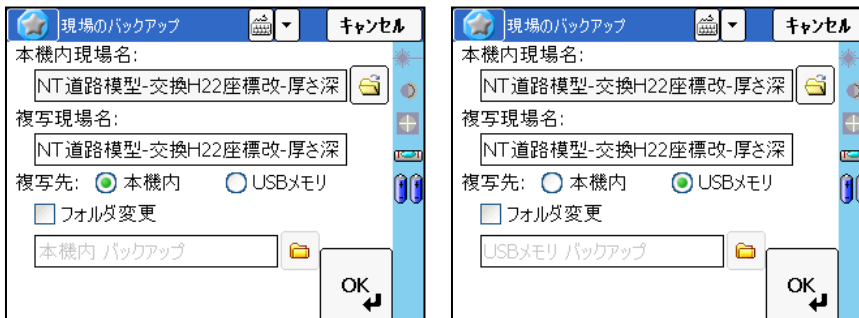 現場のバックアップ
キャンセル
本機内現場名:
NT道路模型-交換H22座標改-厚さ深
複写現場名:
NT道路模型-交換H22座標改-厚さ深
複写先: 本機内 USBメモリ
フォルダ変更
本機内 バックアップ
OK
現場のバックアップ
キャンセル
本機内現場名:
NT道路模型-交換H22座標改-厚さ深
複写現場名:
NT道路模型-交換H22座標改-厚さ深
複写先: 本機内 USBメモリ
フォルダ変更
USBメモリ バックアップ
OK